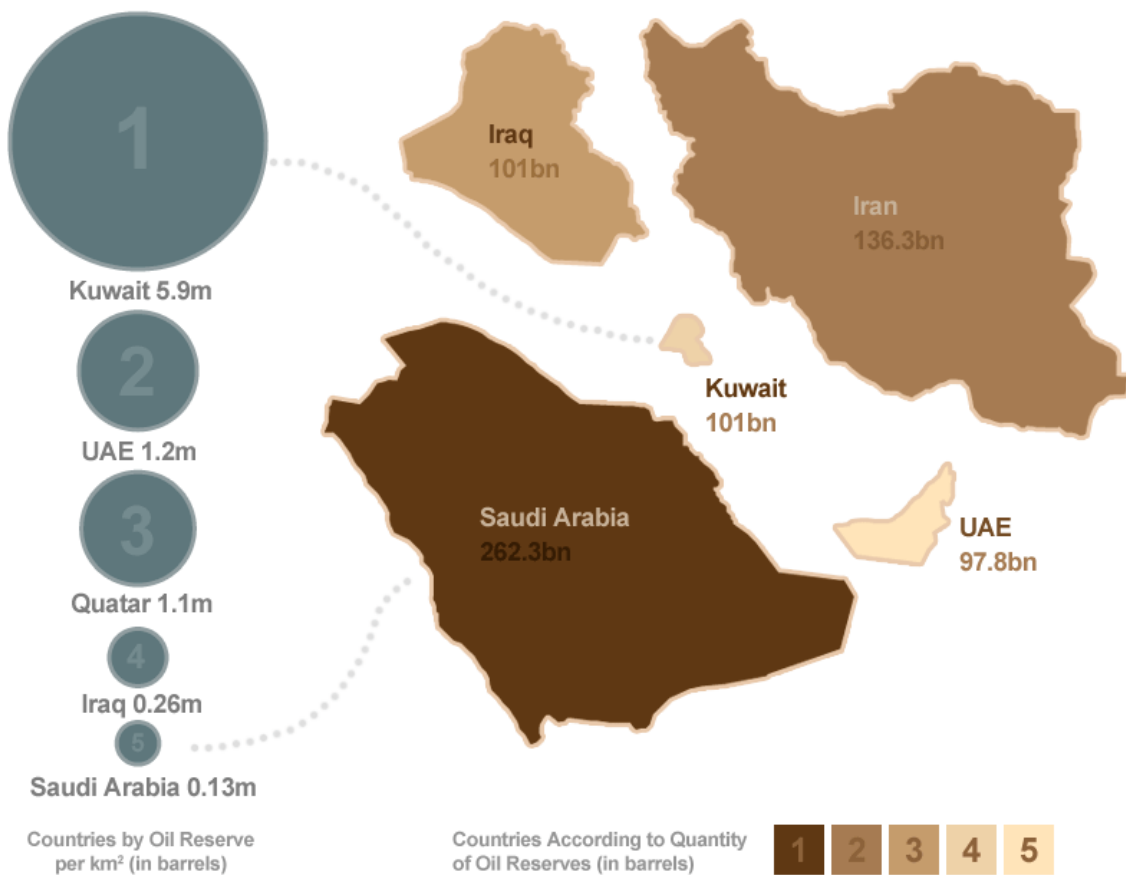 1
Kuwait 5.9m
2
UAE 1.2m
3
Quatar 1.1m
4
Iraq 0.26m
5
Saudi Arabia 0.13m
Countries by Oil Reserve
per km² (in barrels)
Iraq
101bn
Iran
136.3bn
Kuwait
101bn
Saudi Arabia
262.3bn
UAE
97.8bn
Countries According to Quantity
of Oil Reserves (in barrels)
1 2 3 4 5